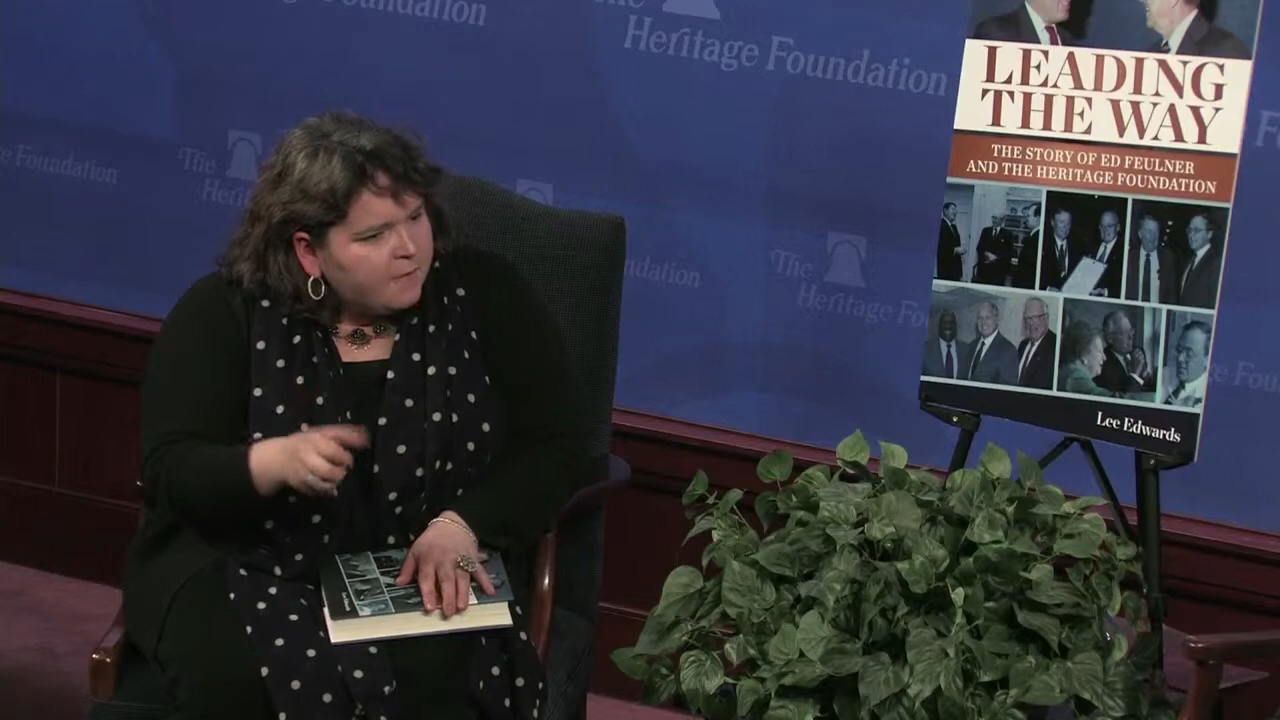 The
Heritage Foundation
Foundation
The
Heritage Foundation
The
Heritage Fo
ndation
LEADING
THE WAY
THE STORY OF ED FEULNER
AND THE HERITAGE FOUNDATION
Lee Edwards